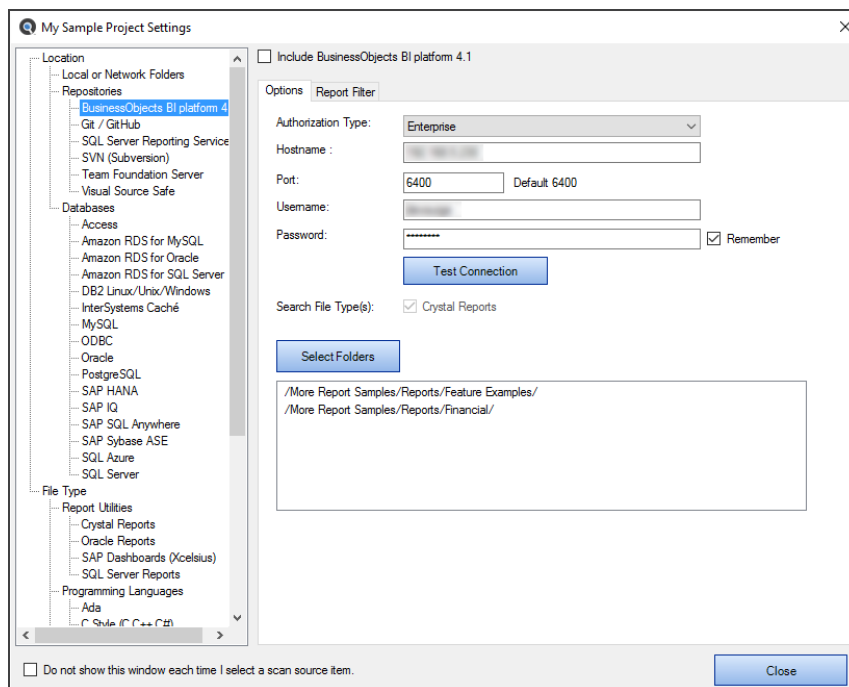 My Sample Project Settings
Location
Local or Network Folders
Repositories
BusinessObjects BI platform 4
Git / GitHub
SQL Server Reporting Service
SVN (Subversion)
Team Foundation Server
Visual Source Safe
Databases
Access
Amazon RDS for MySQL
Amazon RDS for Oracle
Amazon RDS for SQL Server
DB2 Linux/Unix/Windows
InterSystems Caché
MySQL
ODBC
Oracle
PostgreSQL
SAP HANA
SAP IQ
SAP SQL Anywhere
SAP Sybase ASE
SQL Azure
SQL Server
File Type
Report Utilities
Crystal Reports
Oracle Reports
SAP Dashboards (Xcelsius)
SQL Server Reports
Programming Languages
Ada
C Style (C C++ C#)
Include BusinessObjects BI platform 4.1
Options Report Filter
Authorization Type: Enterprise
Hostname :
Port: 6400 Default 6400
Username:
Password: ******** Remember
Test Connection
Search File Type(s): Crystal Reports
Select Folders
/More Report Samples/Reports/Feature Examples/
/More Report Samples/Reports/Financial/
Do not show this window each time I select a scan source item.
Close